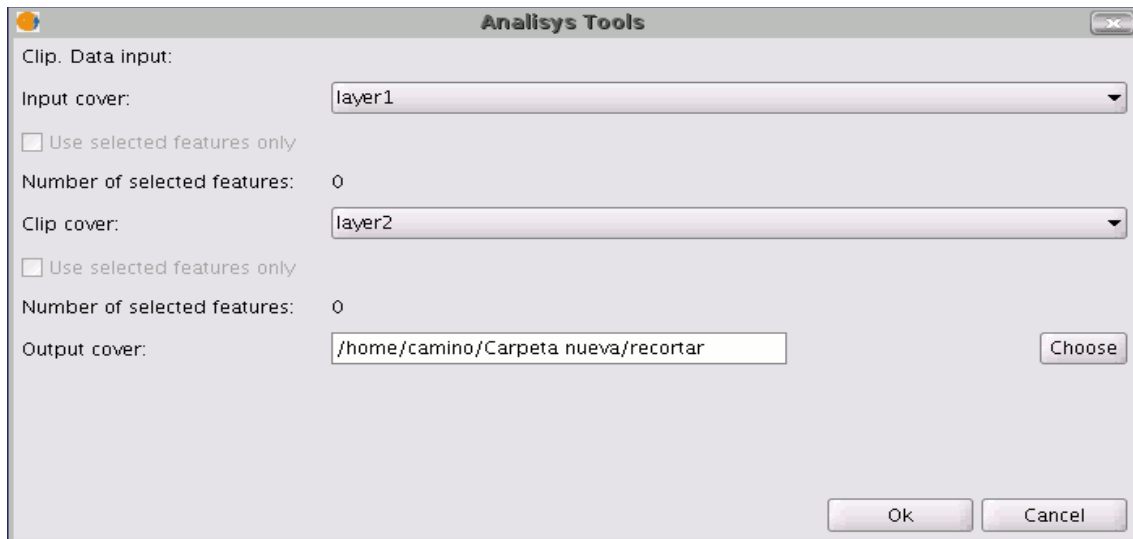 Analisys Tools
Clip. Data input:
Input cover: layer1
Use selected features only
Number of selected features: 0
Clip cover: layer2
Use selected features only
Number of selected features: 0
Output cover: /home/camino/Carpeta nueva/recortar Choose
Ok Cancel